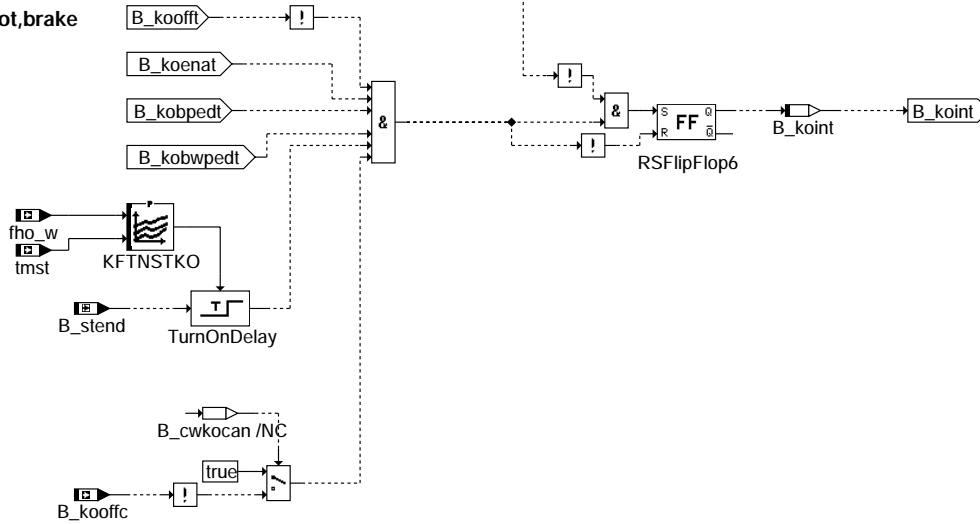 ot,brake
B_koofft
!
B_koenat
B_kobpedt
B_kobwpedt
&
!
&
!
S Q
FF
R Q̅
RSFlipFlop6
B_koint
B_koint
fho_w
tmst
P
KFTNSTKO
B_stend
T
TurnOnDelay
B_cwkocan /NC
true
B_kooffc
!